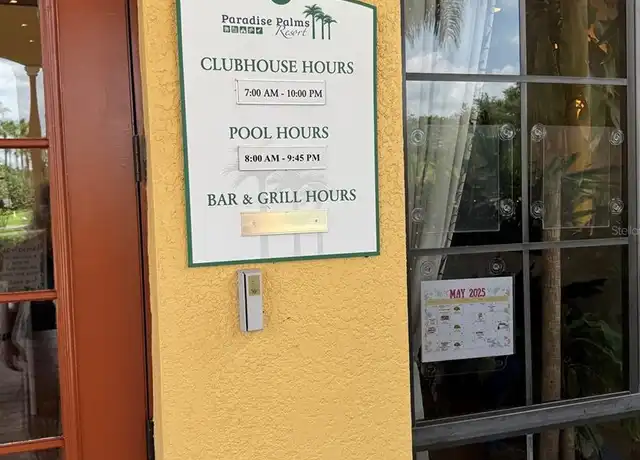 Paradise Palms
Resort
CLUBHOUSE HOURS
7:00 AM - 10:00 PM
POOL HOURS
8:00 AM - 9:45 PM
BAR & GRILL HOURS
MAY 2025